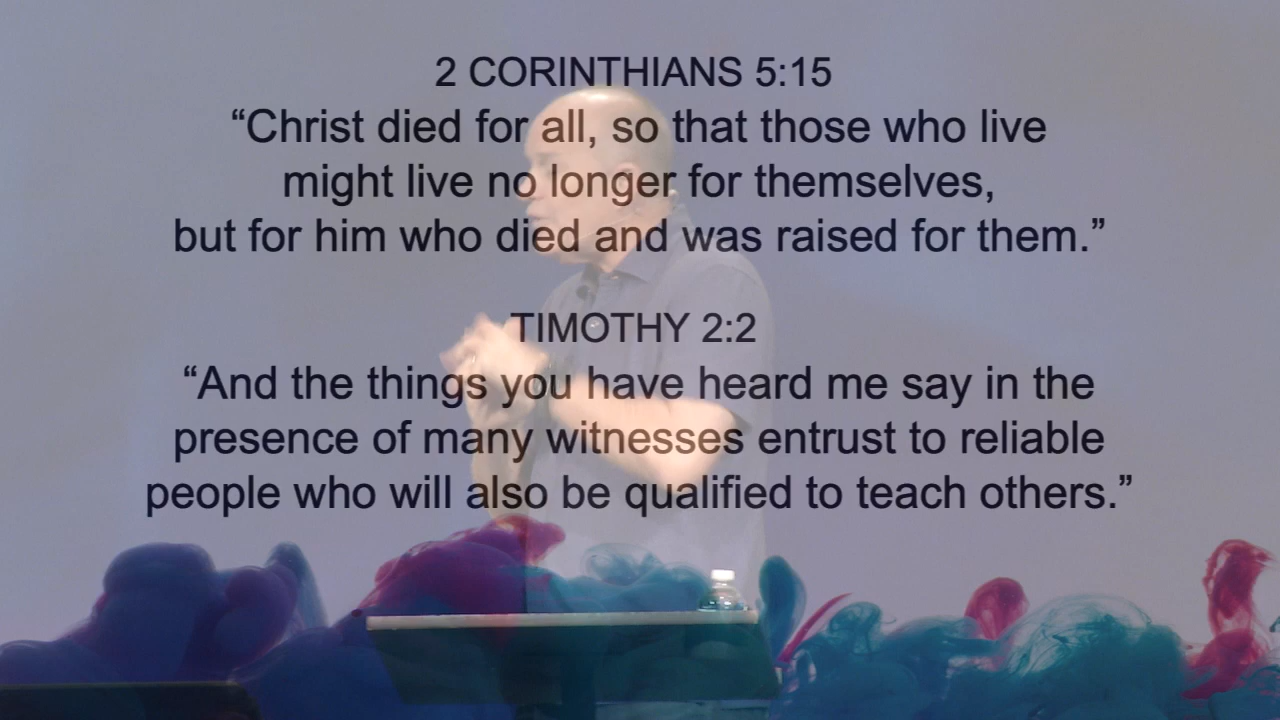 2 CORINTHIANS 5:15
“Christ died for all, so that those who live
might live no longer for themselves,
but for him who died and was raised for them.”
TIMOTHY 2:2
“And the things you have heard me say in the
presence of many witnesses entrust to reliable
people who will also be qualified to teach others.”